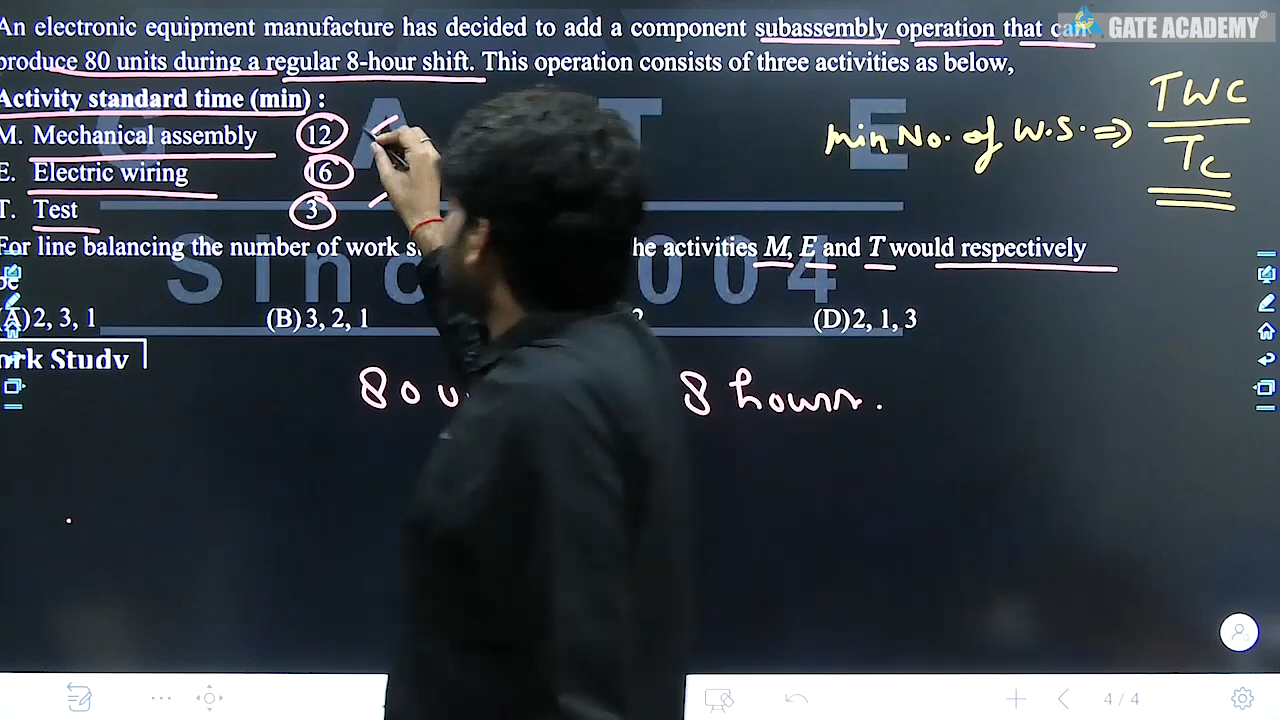 An electronic equipment manufacture has decided to add a component subassembly operation that can
GATE ACADEMY®
produce 80 units during a regular 8-hour shift. This operation consists of three activities as below,
Activity standard time (min) :
TWC
M. Mechanical assembly 12
min No. of W.S. ⇒
Tc
E. Electric wiring 16
T. Test 3
For line balancing the number of work he activities M, E and T would respectively
be
(A) 2, 3, 1 (B) 3, 2, 1 2 (D) 2, 1, 3
ork Study
80 u 8 hours.
Since 2004
4 / 4